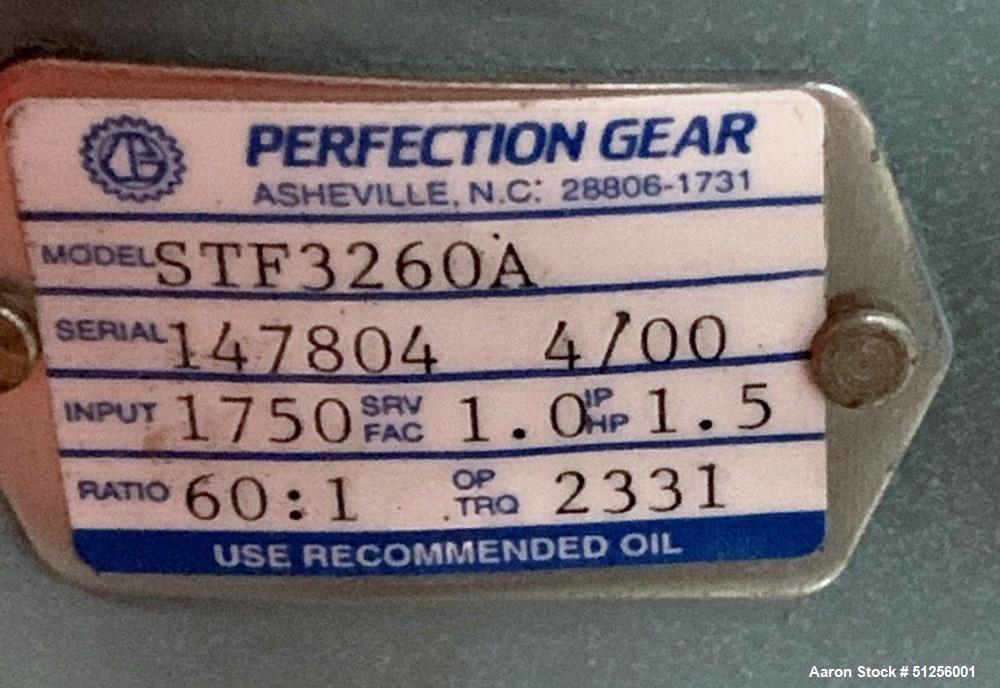 PERFECTION GEAR
ASHEVILLE, N.C. 28806-1731
MODEL STF3260A
SERIAL 147804 4/00
INPUT 1750 SRV FAC 1.0 IP HP 1.5
RATIO 60:1 OP TRQ 2331
USE RECOMMENDED OIL
Aaron Stock # 51256001